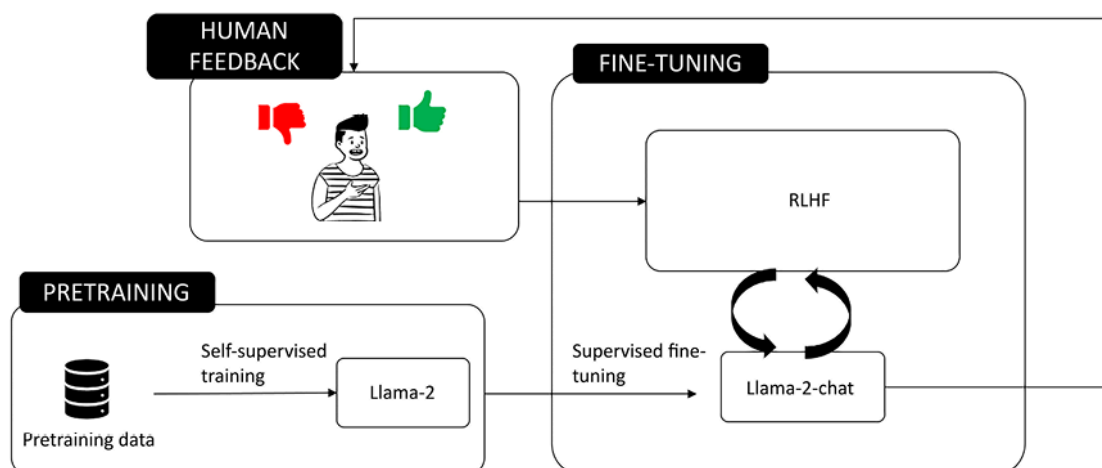 HUMAN
FEEDBACK
FINE-TUNING
RLHF
PRETRAINING
Self-supervised
training
Llama-2
Pretraining data
Supervised fine-
tuning
Llama-2-chat